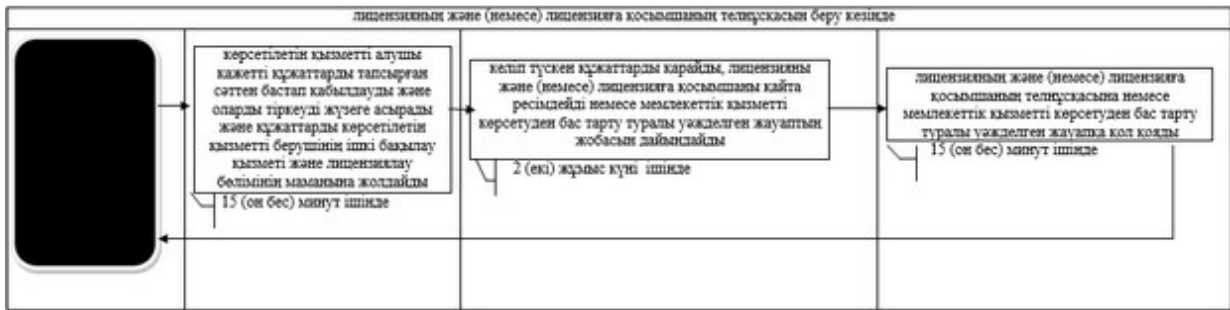 лицензияның және (немесе) лицензияға қосымшаның телнұсқасын беру кезінде
көрсетілетін қызметті алушы
қажетті құжаттарды тапсырған
сәттен бастап қабылдауды және
оларды тіркеуді жүзеге асырады
және құжаттарды көрсетілетін
қызметті берушінің ішкі бақылау
қызметі және лицензиялау
бөлімінің маманына жолдайды
15 (он бес) минут ішінде
келіп түскен құжаттарды қарайды, лицензияны
және (немесе) лицензияға қосымшаны қайта
ресімдейді немесе мемлекеттік қызметті
көрсетуден бас тарту туралы уәжделген жауаптың
жобасын дайындайды
2 (екі) жұмыс күні ішінде
лицензияның және (немесе) лицензияға
қосымшаның телнұсқасына немесе
мемлекеттік қызметті көрсетуден бас тарту
туралы уәжделген жауапқа қол қояды
15 (он бес) минут ішінде